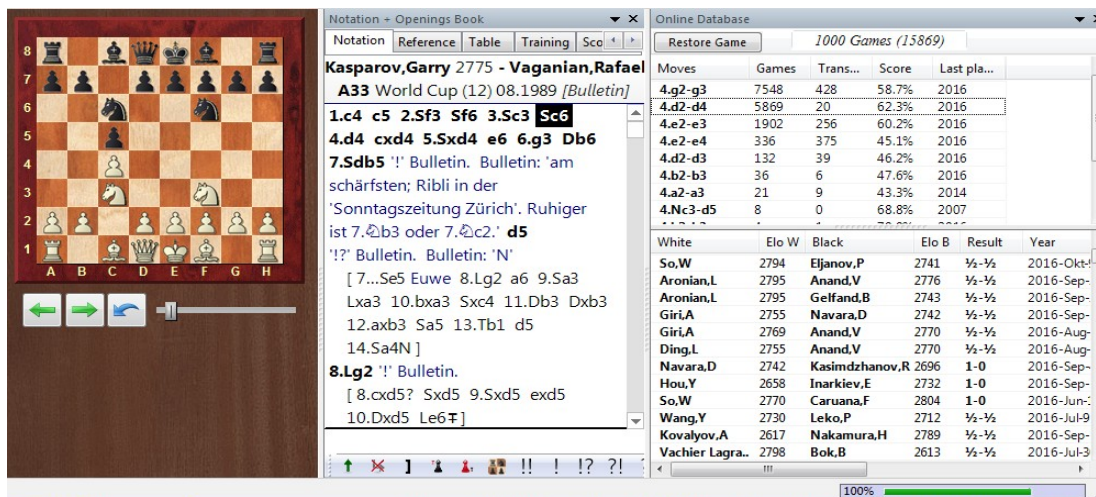 Notation + Openings Book
Notation Reference Table Training Sco
Kasparov,Garry 2775 - Vaganian,Rafael
A33 World Cup (12) 08.1989 [Bulletin]
1.c4 c5 2.Sf3 Sf6 3.Sc3 Sc6
4.d4 cxd4 5.Sxd4 e6 6.g3 Db6
7.Sdb5 '!' Bulletin. Bulletin: 'am
schärfsten; Ribli in der
'Sonntagszeitung Zürich'. Ruhiger
ist 7.♘b3 oder 7.♘c2.' d5
'!?' Bulletin. Bulletin: 'N'
[ 7...Se5 Euwe 8.Lg2 a6 9.Sa3
Lxa3 10.bxa3 Sxc4 11.Db3 Dxb3
12.axb3 Sa5 13.Tb1 d5
14.Sa4N ]
8.Lg2 '!' Bulletin.
[ 8.cxd5? Sxd5 9.Sxd5 exd5
10.Dxd5 Le6∓ ]
] !! ! !? ?!
8
7
6
5
4
3
2
1
A B C D E F G H
Online Database
Restore Game 1000 Games (15869)
Moves Games Trans... Score Last pla...
4.g2-g3 7548 428 58.7% 2016
4.d2-d4 5869 20 62.3% 2016
4.e2-e3 1902 256 60.2% 2016
4.e2-e4 336 375 45.1% 2016
4.d2-d3 132 39 46.2% 2016
4.b2-b3 36 6 47.6% 2016
4.a2-a3 21 9 43.3% 2014
4.Nc3-d5 8 0 68.8% 2007
White Elo W Black Elo B Result Year
So,W 2794 Eljanov,P 2741 ½-½ 2016-Okt-
Aronian,L 2795 Anand,V 2776 ½-½ 2016-Sep-
Aronian,L 2795 Gelfand,B 2743 ½-½ 2016-Sep-
Giri,A 2755 Navara,D 2742 ½-½ 2016-Sep-
Giri,A 2769 Anand,V 2770 ½-½ 2016-Aug-
Ding,L 2755 Anand,V 2770 ½-½ 2016-Aug-
Navara,D 2742 Kasimdzhanov,R 2696 1-0 2016-Sep-
Hou,Y 2658 Inarkiev,E 2732 1-0 2016-Sep-
So,W 2770 Caruana,F 2804 1-0 2016-Jun-
Wang,Y 2730 Leko,P 2712 ½-½ 2016-Jul-9
Kovalyov,A 2617 Nakamura,H 2789 ½-½ 2016-Sep-
Vachier Lagra.. 2798 Bok,B 2613 ½-½ 2016-Jul-3
100%